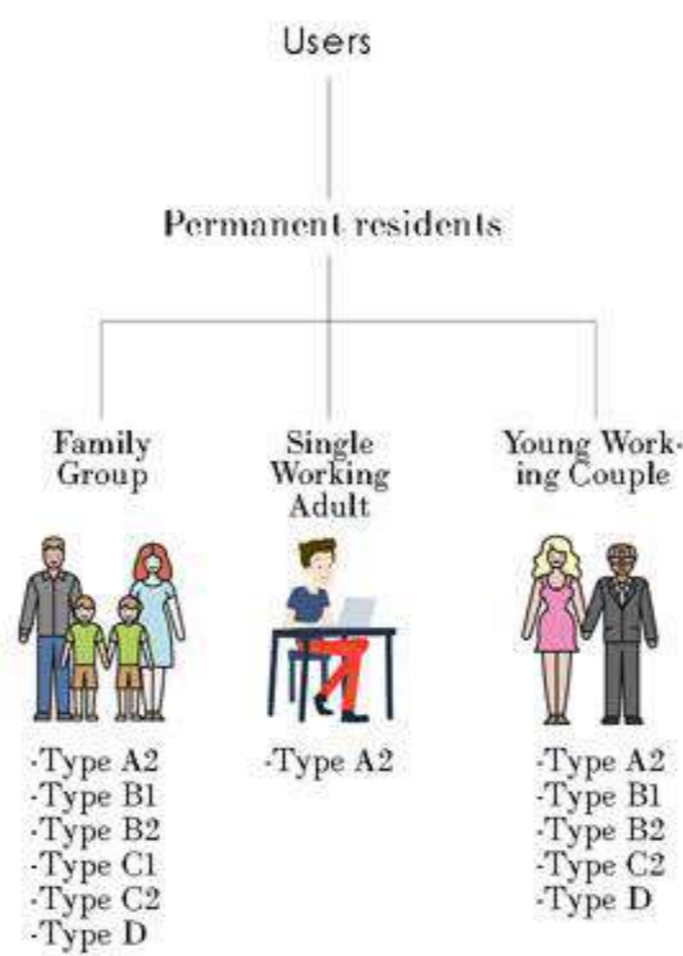 Users
Permanent residents
Family
Group
-Type A2
-Type B1
-Type B2
-Type C1
-Type C2
-Type D
Single
Working
Adult
-Type A2
Young Work-
ing Couple
-Type A2
-Type B1
-Type B2
-Type C2
-Type D